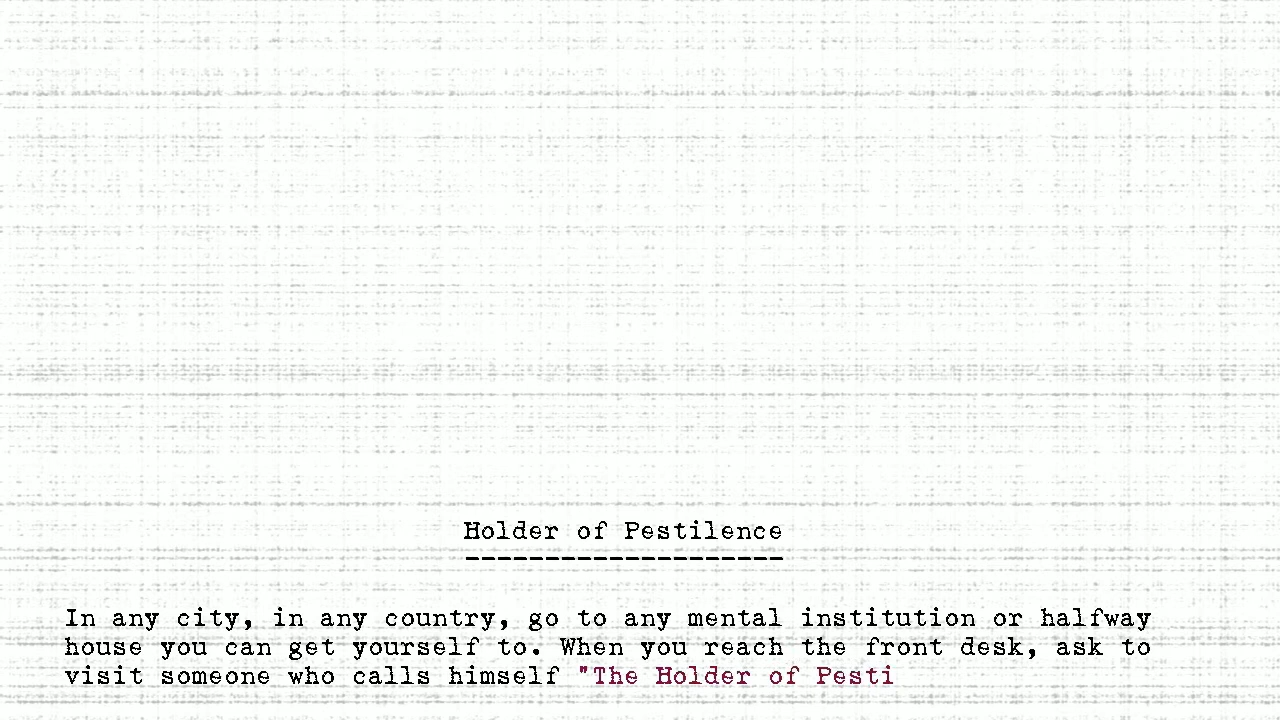 Holder of Pestilence
--------------------
In any city, in any country, go to any mental institution or halfway
house you can get yourself to. When you reach the front desk, ask to
visit someone who calls himself "The Holder of Pesti